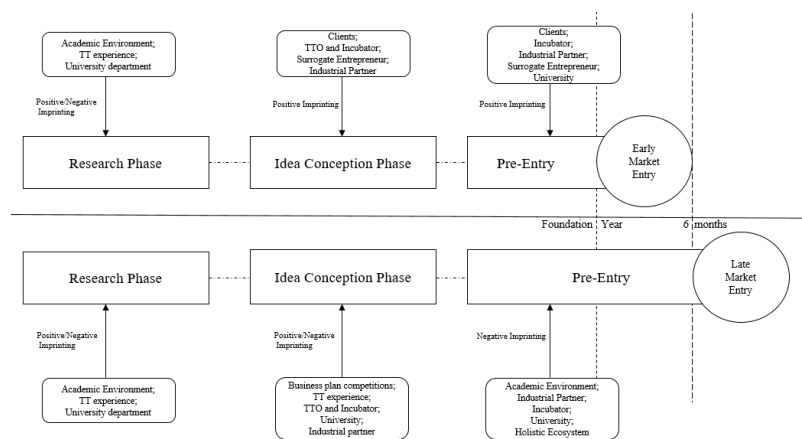 Academic Environment;
TT experience;
University department
Clients;
TTO and Incubator;
Surrogate Entrepreneur;
Industrial Partner
Clients;
Incubator;
Industrial Partner;
Surrogate Entrepreneur;
University
Positive/Negative
Imprinting
Positive Imprinting
Positive Imprinting
Research Phase
Idea Conception Phase
Pre-Entry
Early
Market
Entry
Foundation Year
6 months
Research Phase
Idea Conception Phase
Pre-Entry
Late
Market
Entry
Positive/Negative
Imprinting
Positive/Negative
Imprinting
Negative Imprinting
Academic Environment;
TT experience;
University department
Business plan competitions;
TT experience;
TTO and Incubator;
University;
Industrial partner
Academic Environment;
Industrial Partner;
Incubator;
University;
Holistic Ecosystem